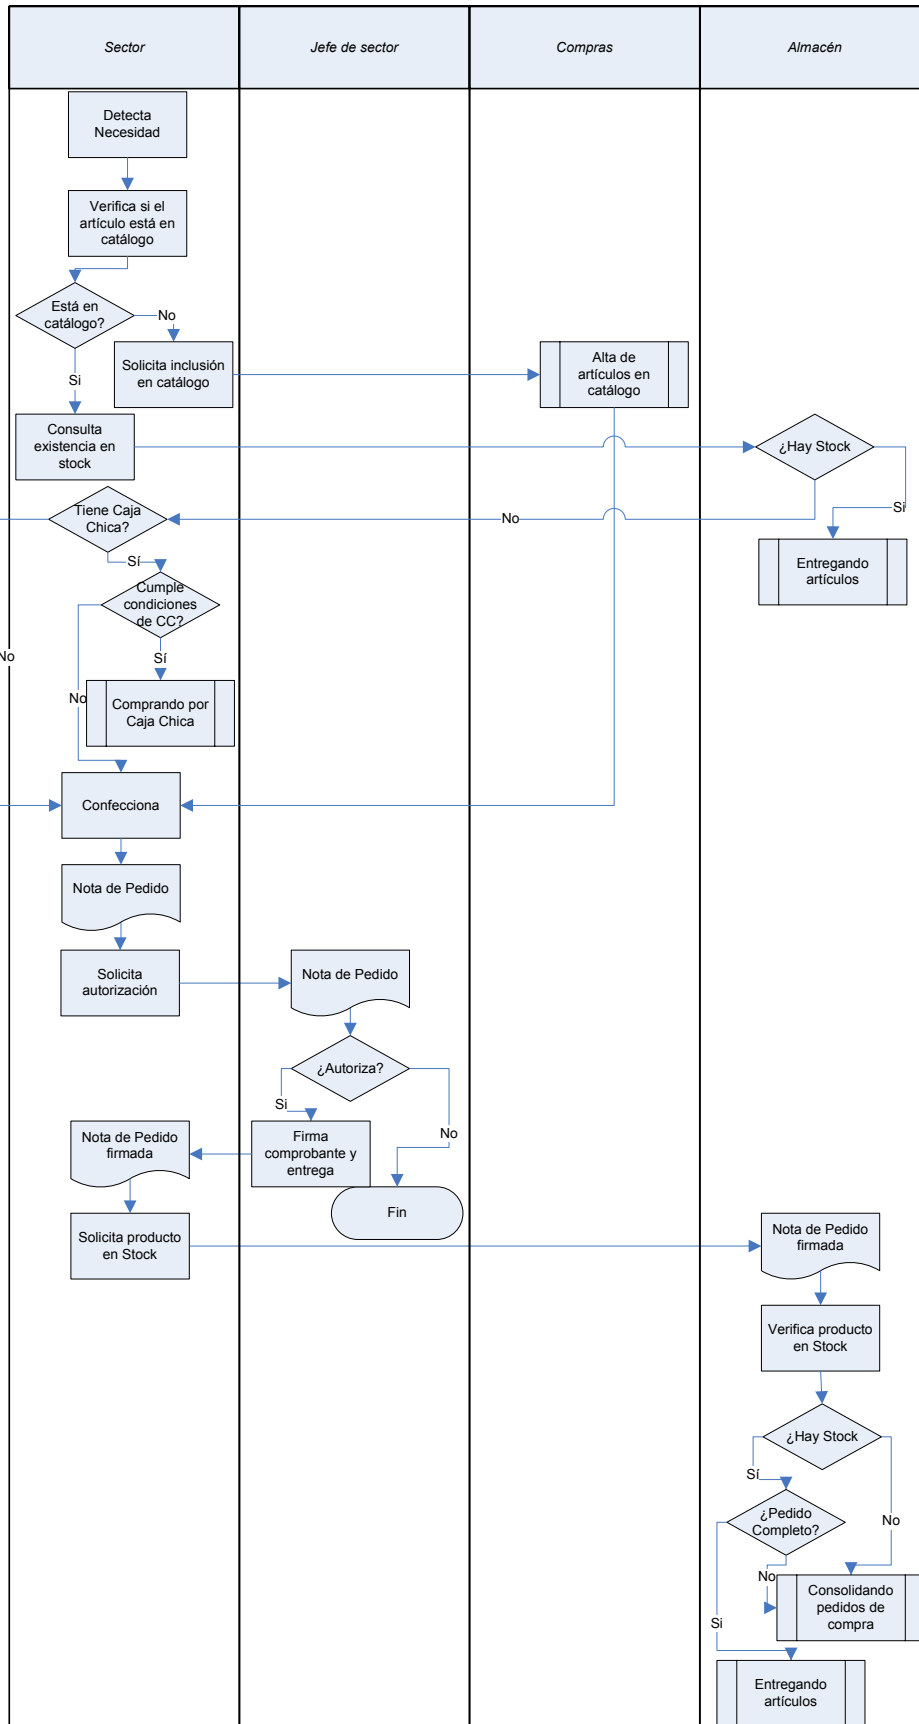 Sector
Jefe de sector
Compras
Almacén
Detecta
Necesidad
Verifica si el
artículo está en
catálogo
Está en
catálogo?
No
Solicita inclusión
en catálogo
Alta de
artículos en
catálogo
Si
Consulta
existencia en
stock
¿Hay Stock
Si
Tiene Caja
Chica?
No
Entregando
artículos
Sí
Cumple
condiciones
de CC?
No
Sí
No
Comprando por
Caja Chica
Confecciona
Nota de Pedido
Solicita
autorización
Nota de Pedido
¿Autoriza?
Si
No
Nota de Pedido
firmada
Firma
comprobante y
entrega
Fin
Solicita producto
en Stock
Nota de Pedido
firmada
Verifica producto
en Stock
¿Hay Stock
Sí
No
¿Pedido
Completo?
No
Consolidando
pedidos de
compra
Si
Entregando
artículos